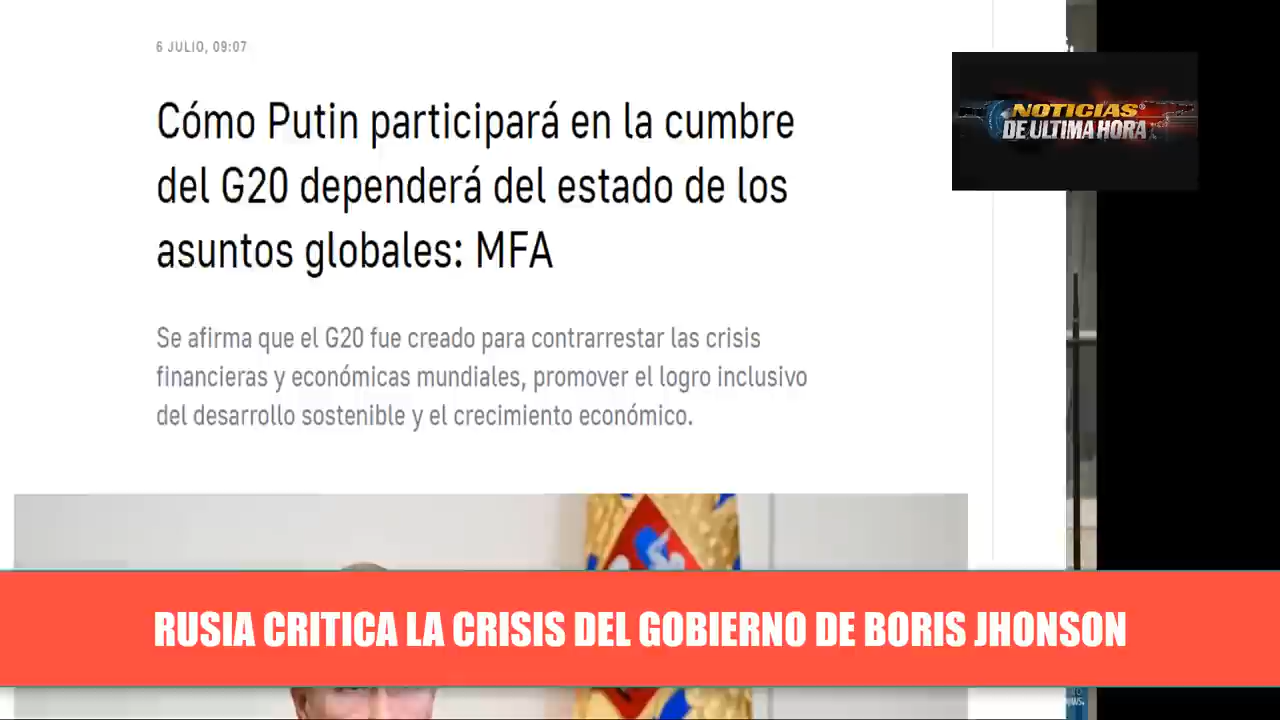 6 JULIO, 09:07
Cómo Putin participará en la cumbre
del G20 dependerá del estado de los
asuntos globales: MFA
Se afirma que el G20 fue creado para contrarrestar las crisis
financieras y económicas mundiales, promover el logro inclusivo
del desarrollo sostenible y el crecimiento económico.
NOTICIAS
DE ULTIMA HORA
RUSIA CRITICA LA CRISIS DEL GOBIERNO DE BORIS JHONSON